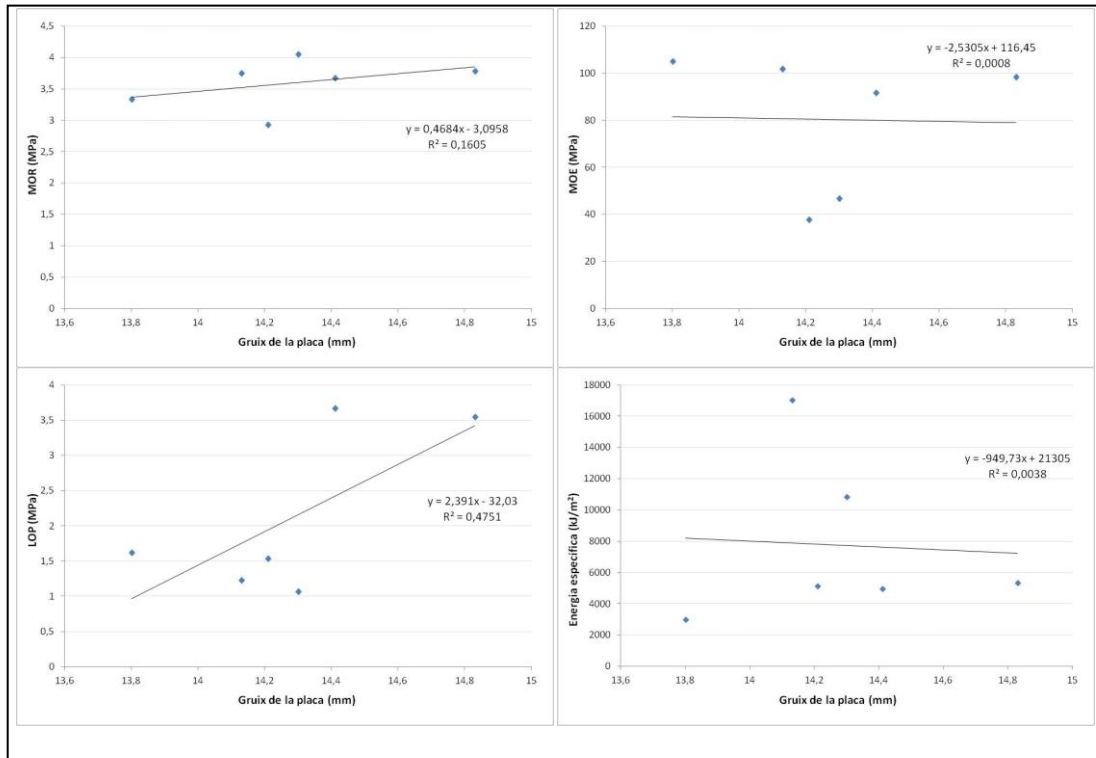 4,5
4
3,5
3
2,5
2
1,5
1
0,5
0
MOR (MPa)
y = 0,4684x - 3,0958
R² = 0,1605
13,6 13,8 14 14,2 14,4 14,6 14,8 15
Gruix de la placa (mm)
120
100
80
60
40
20
0
MOE (MPa)
y = -2,5305x + 116,45
R² = 0,0008
13,6 13,8 14 14,2 14,4 14,6 14,8 15
Gruix de la placa (mm)
4
3,5
3
2,5
2
1,5
1
0,5
0
LOP (MPa)
y = 2,391x - 32,03
R² = 0,4751
13,6 13,8 14 14,2 14,4 14,6 14,8 15
Gruix de la placa (mm)
18000
16000
14000
12000
10000
8000
6000
4000
2000
0
Energia específica (kJ/m²)
y = -949,73x + 21305
R² = 0,0038
13,6 13,8 14 14,2 14,4 14,6 14,8 15
Gruix de la placa (mm)